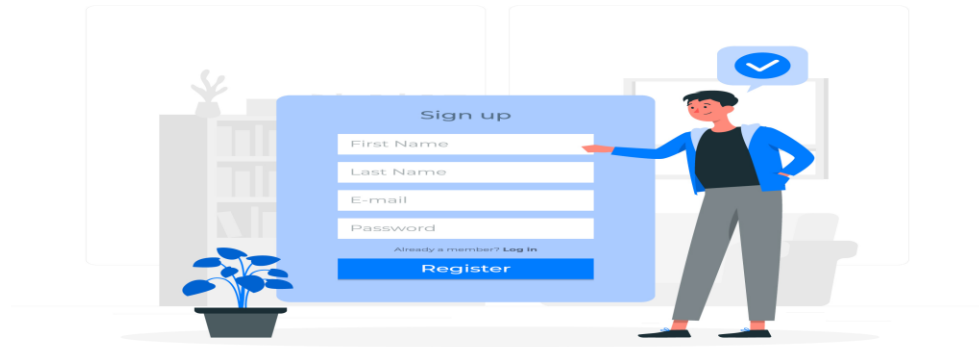 Sign up
First Name
Last Name
E-mail
Password
Already a member? Log in
Register